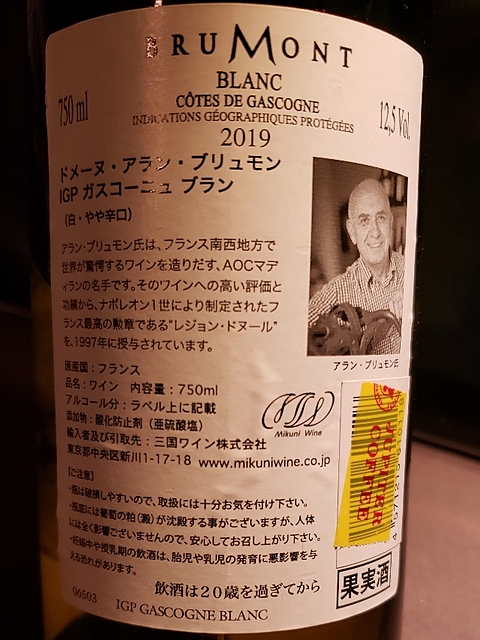 BRUMONT
BLANC
CÔTES DE GASCOGNE
INDICATIONS GÉOGRAPHIQUES PROTÉGÉES
750 ml
12,5 Vol.
2019
ドメーヌ・アラン・ブリュモン
IGP ガスコーニュ ブラン
(白・やや辛口)
アラン・ブリュモン氏は、フランス南西地方で
世界が驚愕するワインを造りだす、AOCマデ
ィランの名手です。そのワインへの高い評価と
功績から、ナポレオン1世により制定されたフ
ランス最高の勲章である"レジョン・ドヌール"
を、1997年に授与されています。
アラン・ブリュモン氏
原産国:フランス
品名:ワイン 内容量:750ml
アルコール分:ラベル上に記載
添加物:酸化防止剤(亜硫酸塩)
輸入者及び引取先:三国ワイン株式会社
東京都中央区新川1-17-18 www.mikuniwine.co.jp
Mikuni Wine
JUPITER
COFFEE
【ご注意】
・瓶は破損しやすいので、取扱には十分お気を付け下さい。
・瓶底には葡萄の粕(澱)が沈殿する事がございますが、人体
には全く影響ございませんので、安心してお召し上がり下さい。
・妊娠中や授乳期の飲酒は、胎児や乳児の発育に悪影響を与
える恐れがあります。
飲酒は20歳を過ぎてから
果実酒
06503
IGP GASCOGNE BLANC